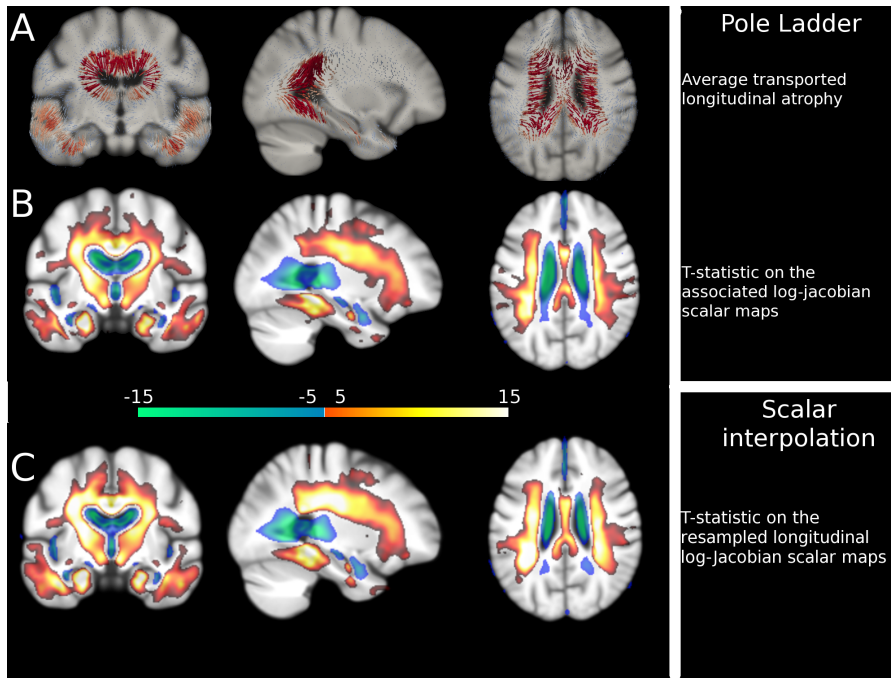 A
Pole Ladder
Average transported
longitudinal atrophy
B
T-statistic on the
associated log-jacobian
scalar maps
-15
-5
5
15
Scalar
interpolation
C
T-statistic on the
resampled longitudinal
log-Jacobian scalar maps